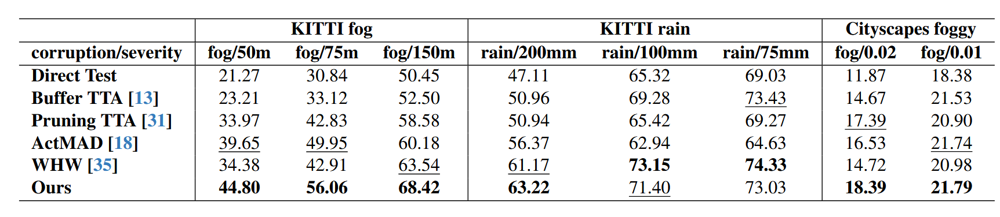 KITTI fog KITTI rain Cityscapes foggy
corruption/severity fog/50m fog/75m fog/150m rain/200mm rain/100mm rain/75mm fog/0.02 fog/0.01
Direct Test 21.27 30.84 50.45 47.11 65.32 69.03 11.87 18.38
Buffer TTA [13] 23.21 33.12 52.50 50.96 69.28 73.43 14.67 21.53
Pruning TTA [31] 33.97 42.83 58.58 50.94 65.42 69.27 17.39 20.90
ActMAD [18] 39.65 49.95 60.18 56.37 62.94 64.63 16.53 21.74
WHW [35] 34.38 42.91 63.54 61.17 73.15 74.33 14.72 20.98
Ours 44.80 56.06 68.42 63.22 71.40 73.03 18.39 21.79